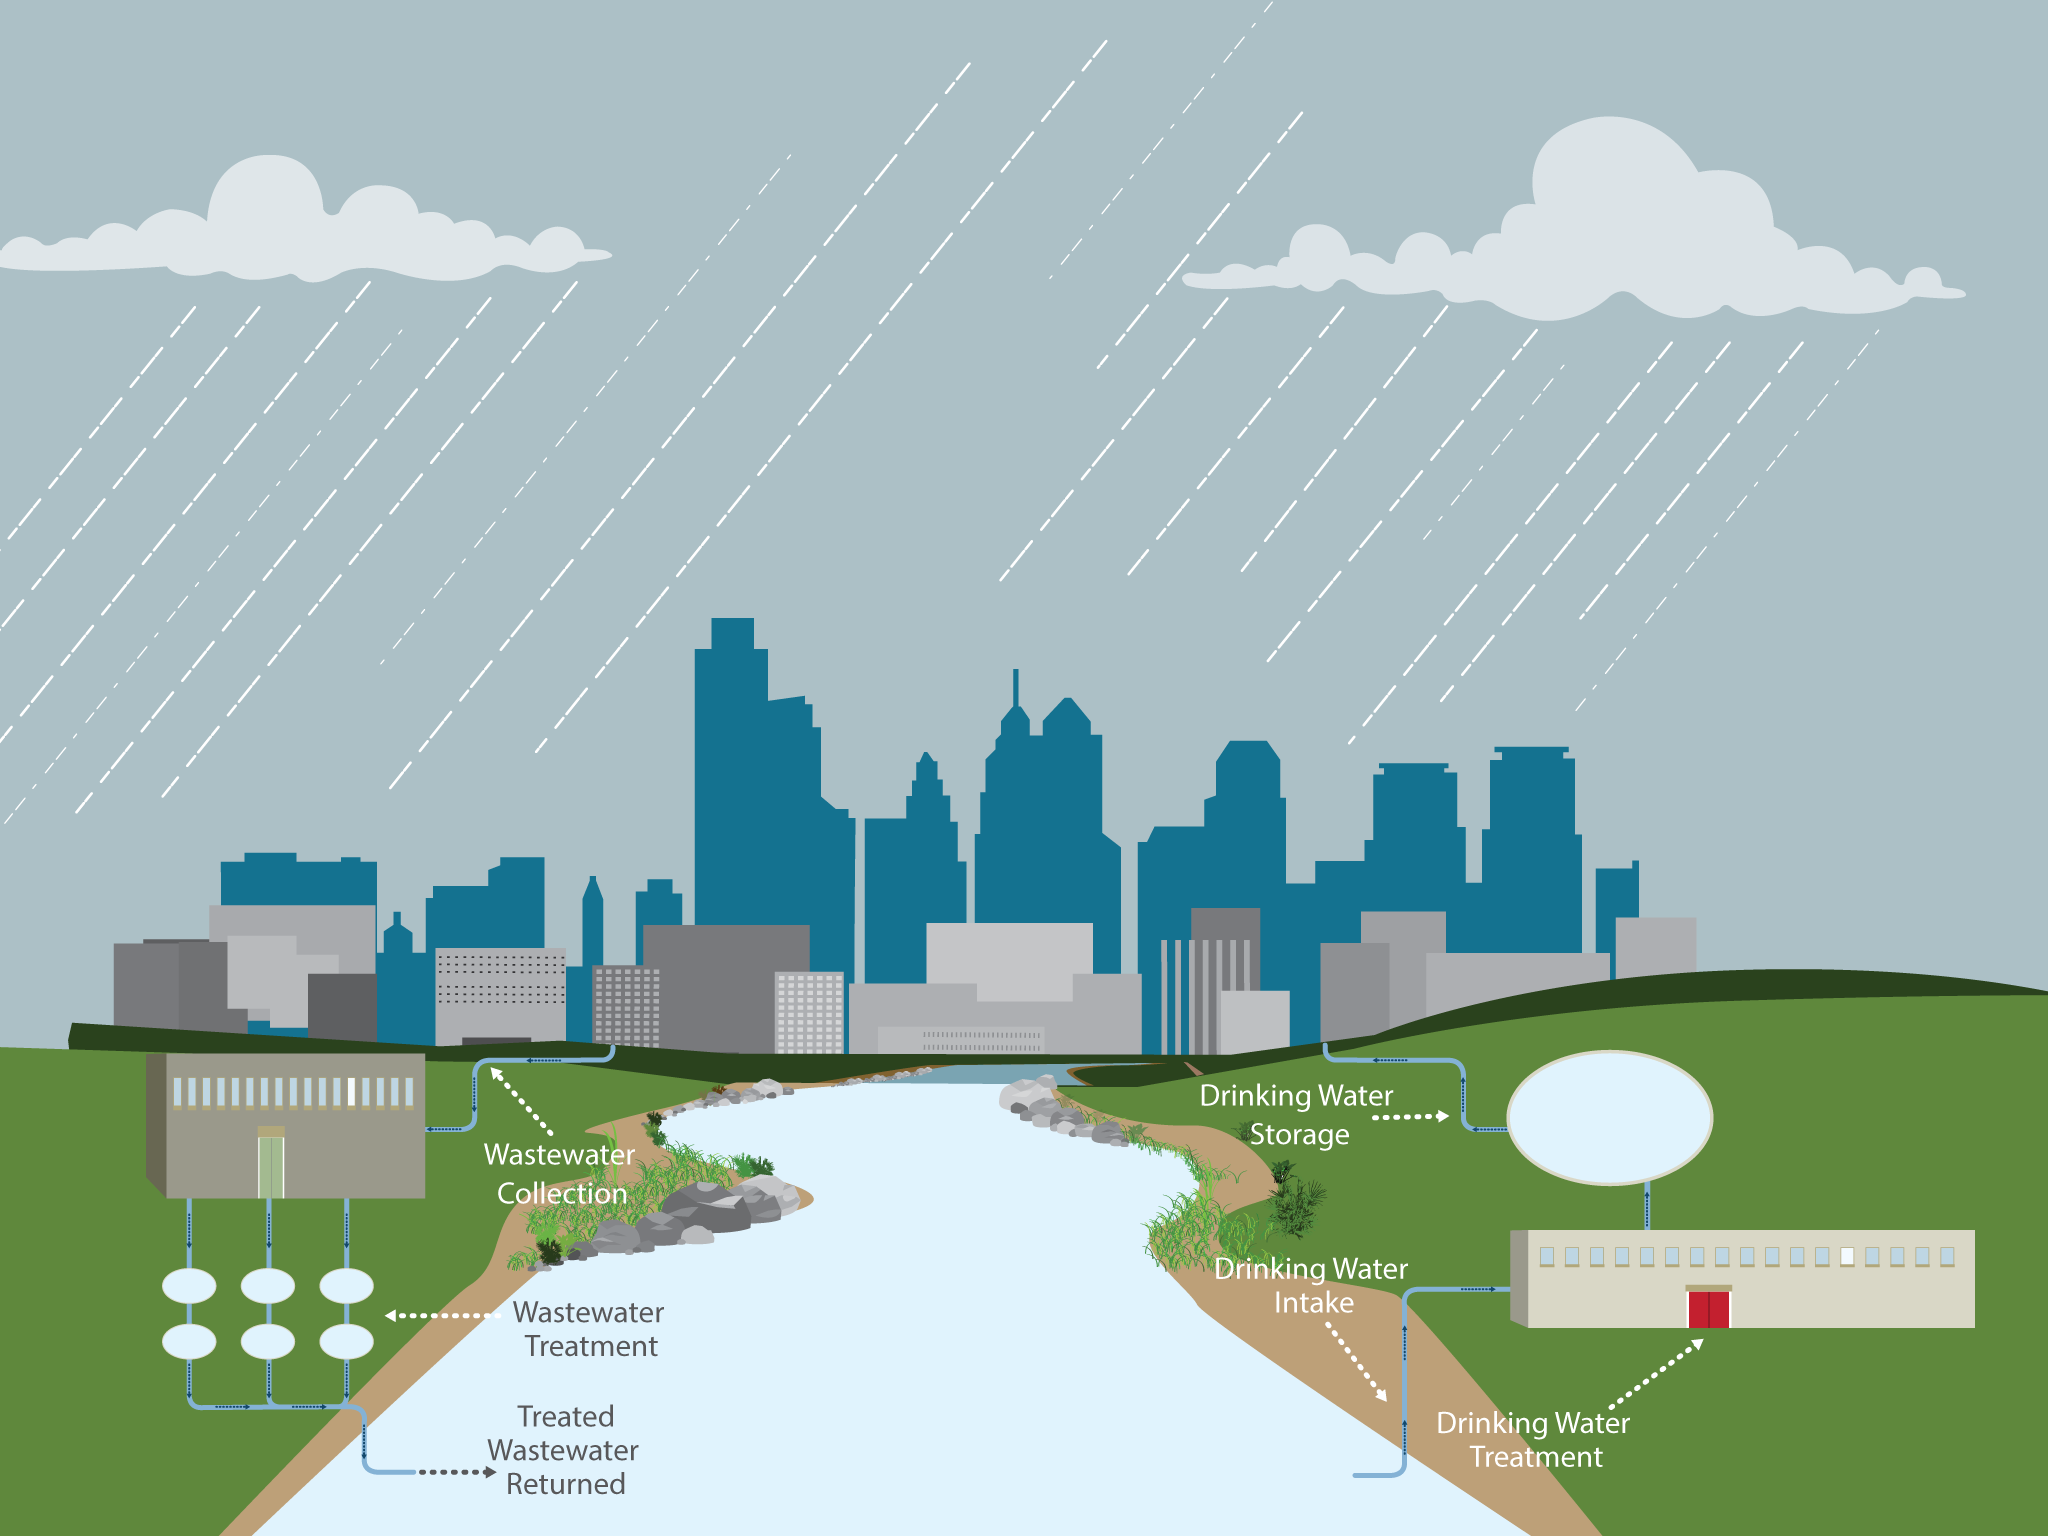 Drinking Water
Storage
Wastewater
Collection
Drinking Water
Intake
Wastewater
Treatment
Treated
Wastewater
Returned
Drinking Water
Treatment